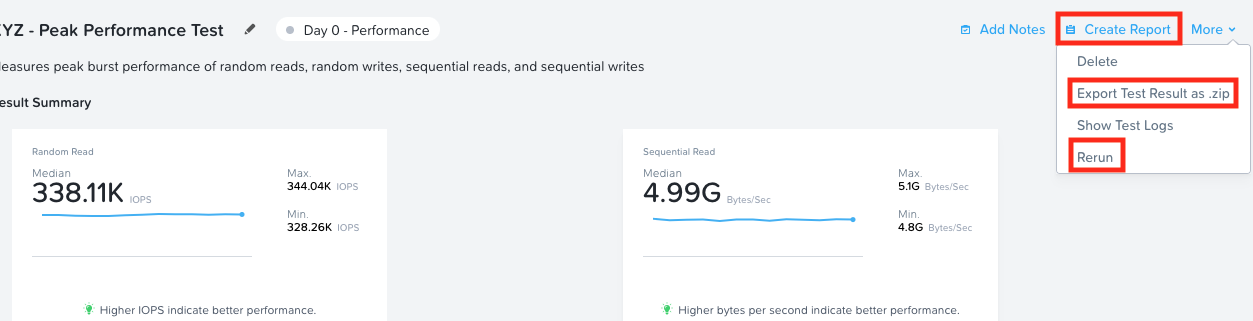 XYZ - Peak Performance Test
Day 0 - Performance
Add Notes
Create Report
More
easures peak burst performance of random reads, random writes, sequential reads, and sequential writes
Delete
Export Test Result as .zip
Show Test Logs
Rerun
esult Summary
Random Read
Median
338.11K IOPS
Max.
344.04K IOPS
Min.
328.26K IOPS
Higher IOPS indicate better performance.
Sequential Read
Median
4.99G Bytes/Sec
Max.
5.1G Bytes/Sec
Min.
4.8G Bytes/Sec
Higher bytes per second indicate better performance.